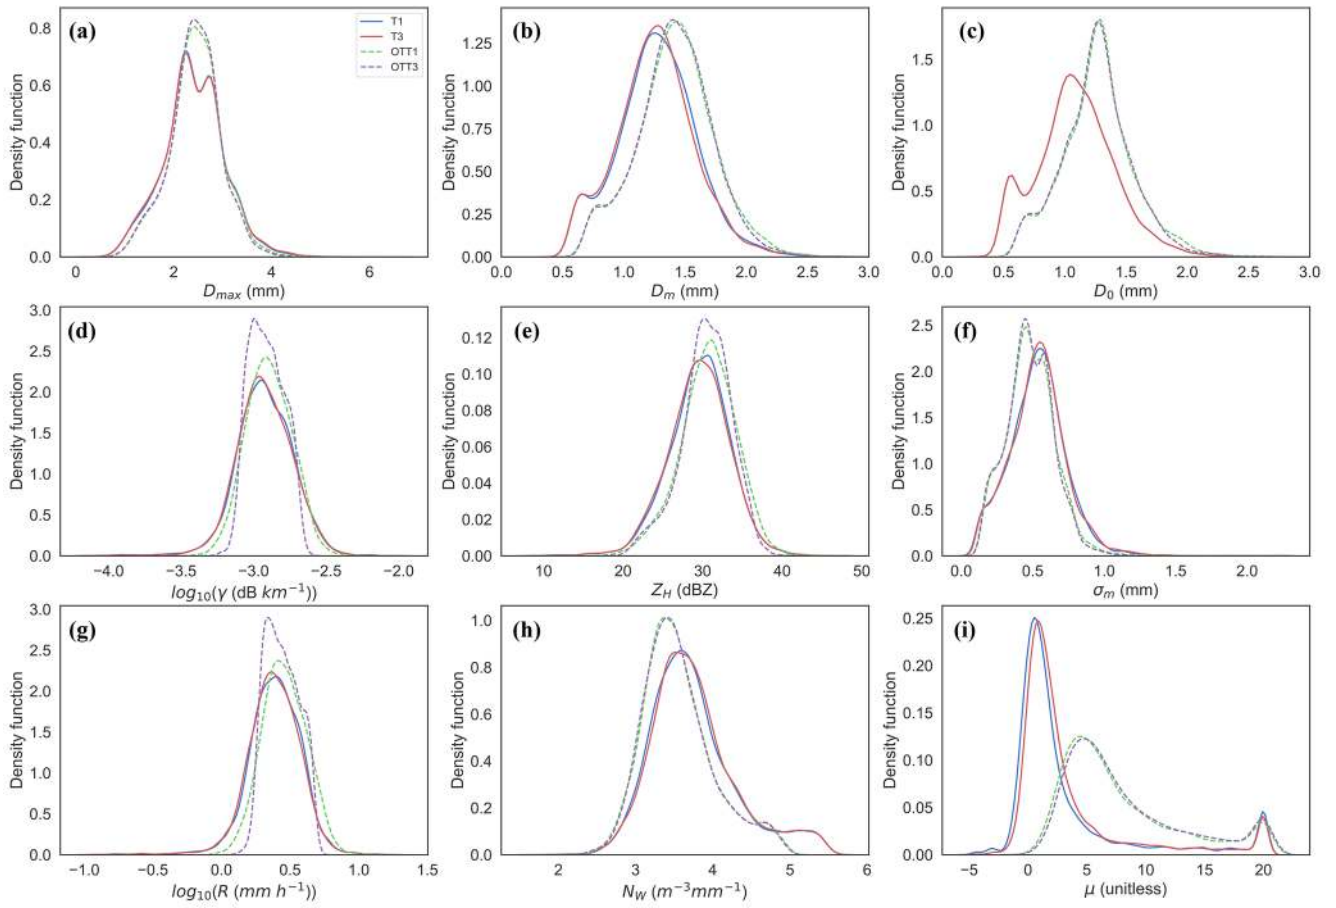 (a)
T1
T3
OTT1
OTT3
Density function
0.0
0.2
0.4
0.6
0.8
0 2 4 6
D_max (mm)
(b)
Density function
0.00
0.25
0.50
0.75
1.00
1.25
0.0 0.5 1.0 1.5 2.0 2.5 3.0
D_m (mm)
(c)
Density function
0.0
0.5
1.0
1.5
0.0 0.5 1.0 1.5 2.0 2.5 3.0
D_0 (mm)
(d)
Density function
0.0
0.5
1.0
1.5
2.0
2.5
3.0
−4.0 −3.5 −3.0 −2.5 −2.0
log_10(γ (dB km^−1))
(e)
Density function
0.00
0.02
0.04
0.06
0.08
0.10
0.12
10 20 30 40 50
Z_H (dBZ)
(f)
Density function
0.0
0.5
1.0
1.5
2.0
2.5
0.0 0.5 1.0 1.5 2.0
σ_m (mm)
(g)
Density function
0.0
0.5
1.0
1.5
2.0
2.5
3.0
−1.0 −0.5 0.0 0.5 1.0 1.5
log_10(R (mm h^−1))
(h)
Density function
0.0
0.2
0.4
0.6
0.8
1.0
2 3 4 5 6
N_W (m^−3mm^−1)
(i)
Density function
0.00
0.05
0.10
0.15
0.20
0.25
−5 0 5 10 15 20
μ (unitless)